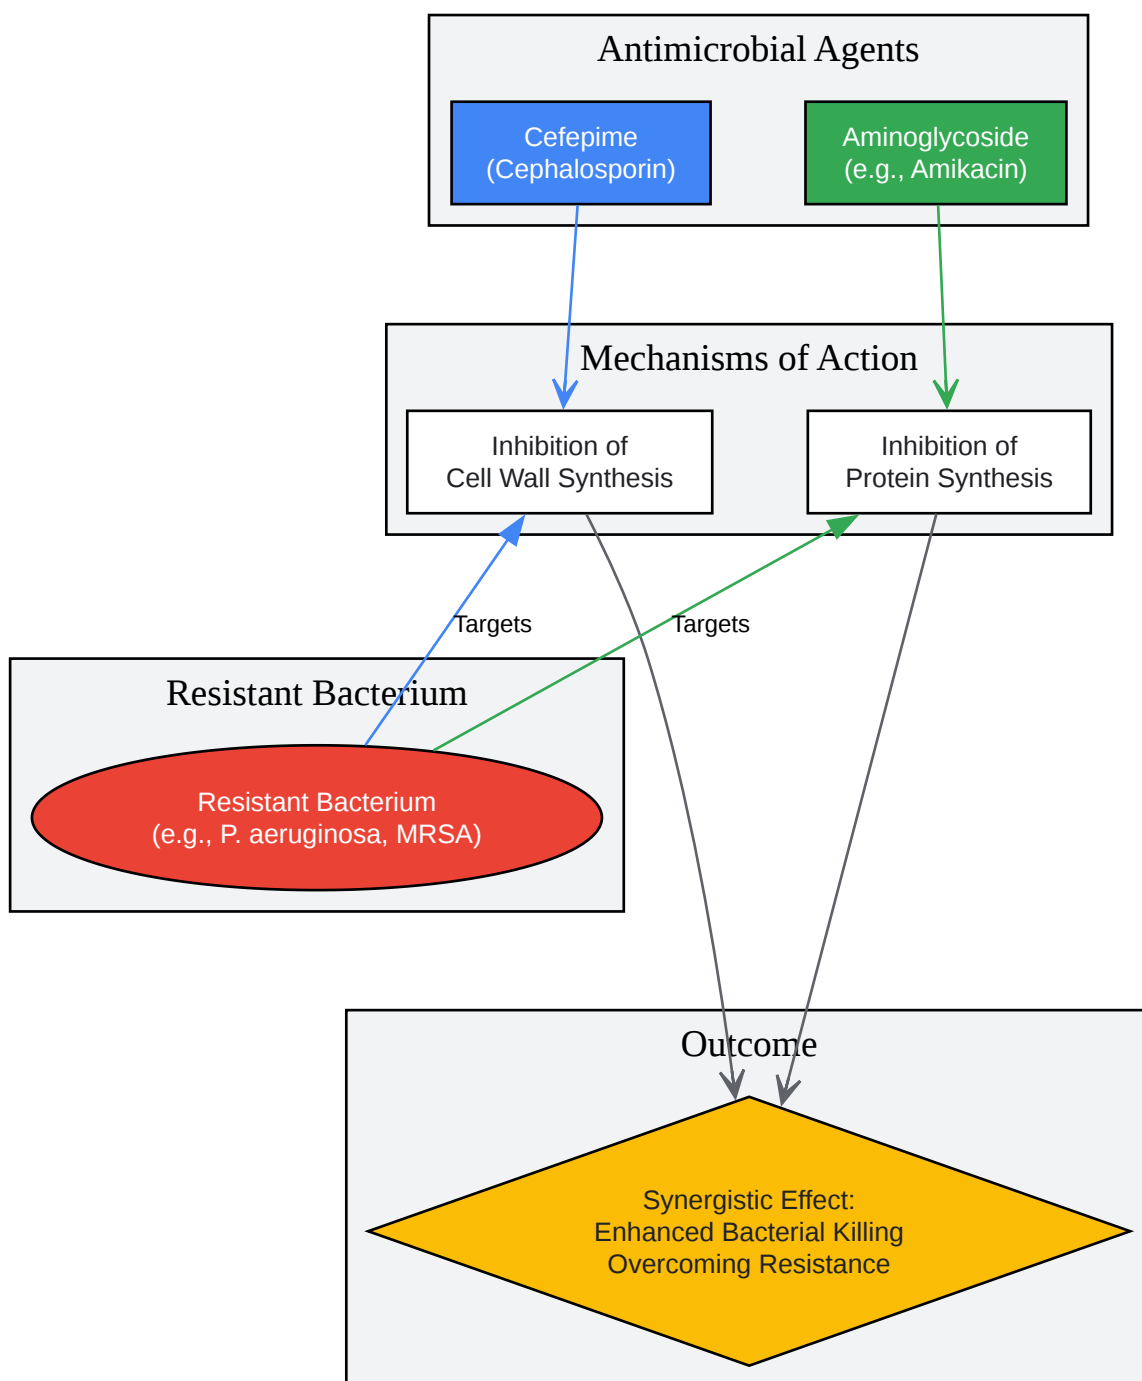 Antimicrobial Agents
Cefepime
(Cephalosporin)
Aminoglycoside
(e.g., Amikacin)
Mechanisms of Action
Inhibition of
Cell Wall Synthesis
Inhibition of
Protein Synthesis
Targets
Targets
Resistant Bacterium
Resistant Bacterium
(e.g., P. aeruginosa, MRSA)
Outcome
Synergistic Effect:
Enhanced Bacterial Killing
Overcoming Resistance